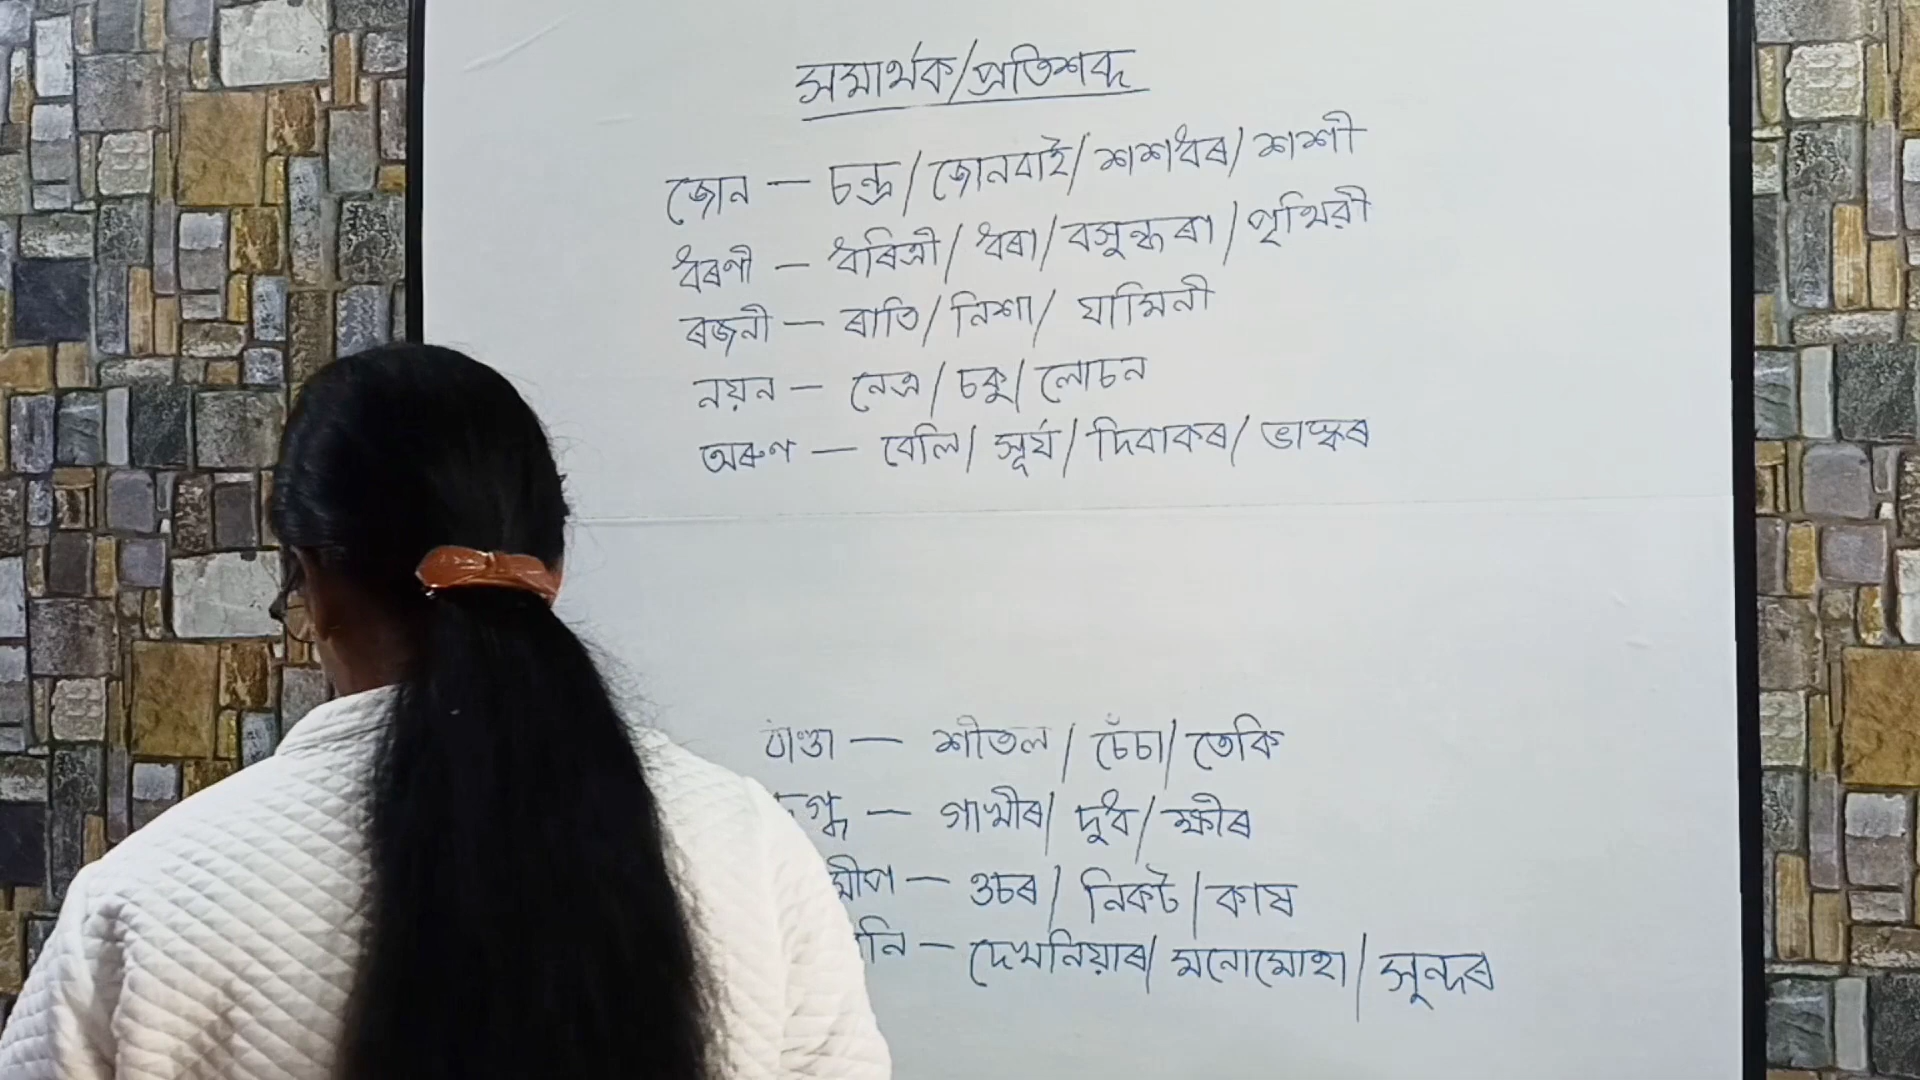 সমাৰ্থক/প্ৰতিশব্দ
জোন — চন্দ্ৰ/জোনবাই/শশধৰ/শশী
ধৰণী — ধৰিত্ৰী/ধৰা/বসুন্ধৰা/পৃথিৱী
ৰজনী — ৰাতি/নিশা/যামিনী
নয়ন — নেত্ৰ/চকু/লোচন
অৰুণ — বেলি/সূৰ্য/দিবাকৰ/ভাস্কৰ
ঠাণ্ডা — শীতল/চেঁচা/তেকি
— গাখীৰ/দুধ/ক্ষীৰ
— ওচৰ/নিকট/কাষ
— দেখনিয়াৰ/মনোমোহা/সুন্দৰ